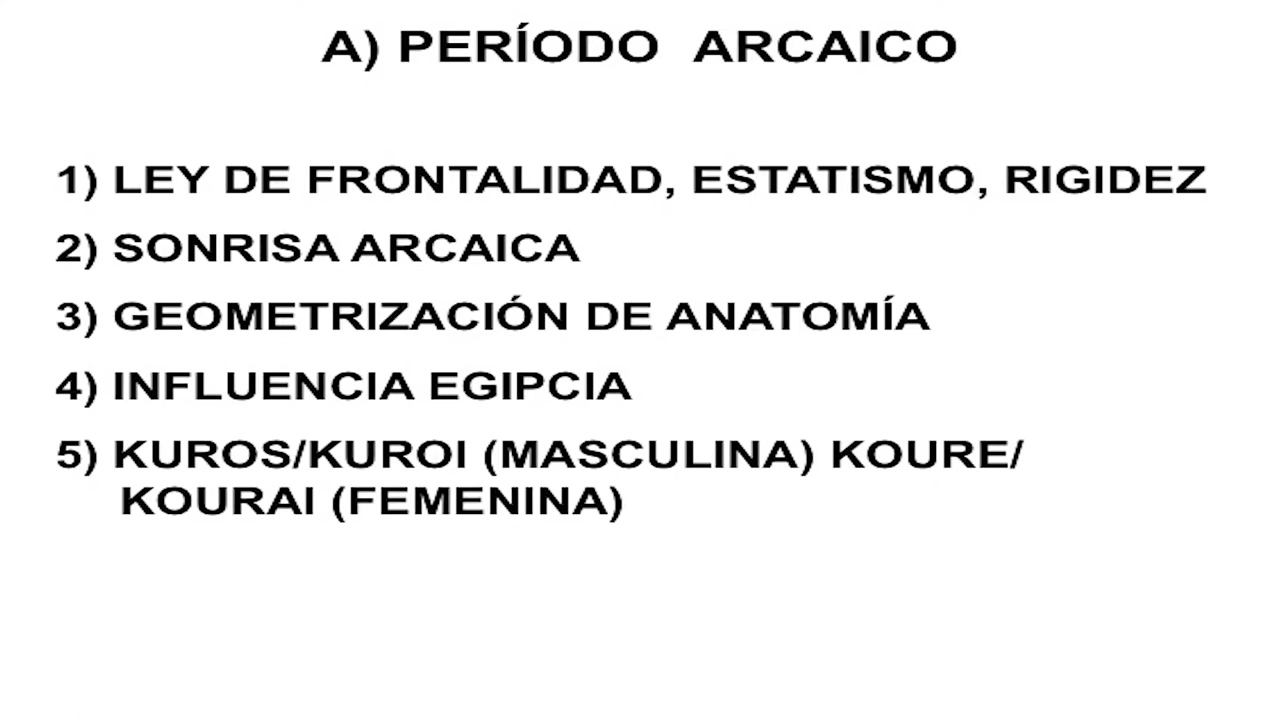 A) PERÍODO ARCAICO
1) LEY DE FRONTALIDAD, ESTATISMO, RIGIDEZ
2) SONRISA ARCAICA
3) GEOMETRIZACIÓN DE ANATOMÍA
4) INFLUENCIA EGIPCIA
5) KUROS/KUROI (MASCULINA) KOURE/
KOURAI (FEMENINA)